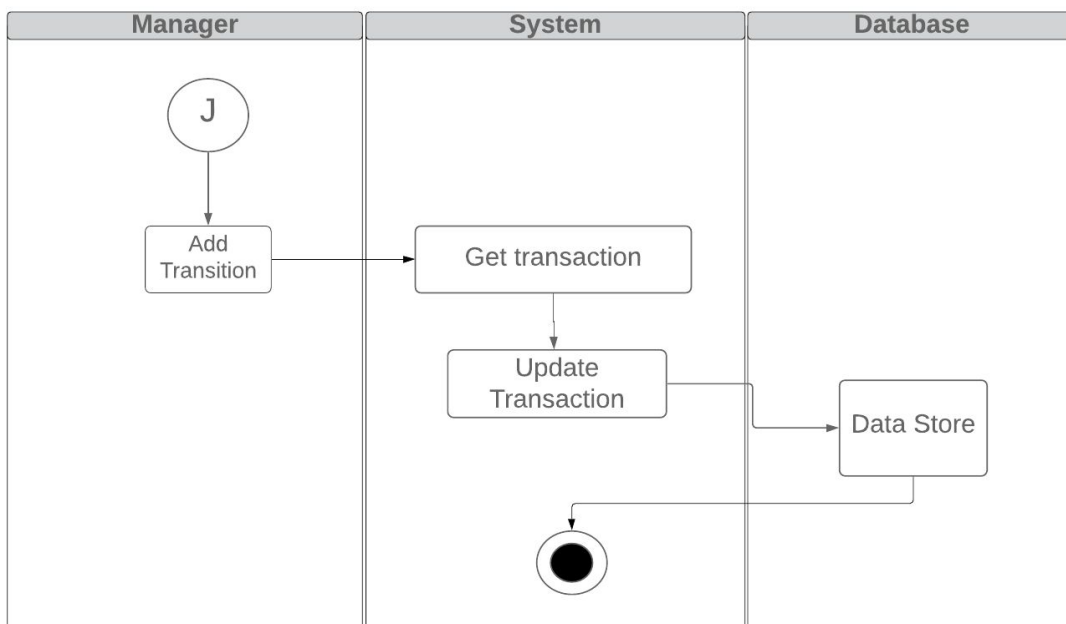 Manager
System
Database
J
Add
Transition
Get transaction
Update
Transaction
Data Store